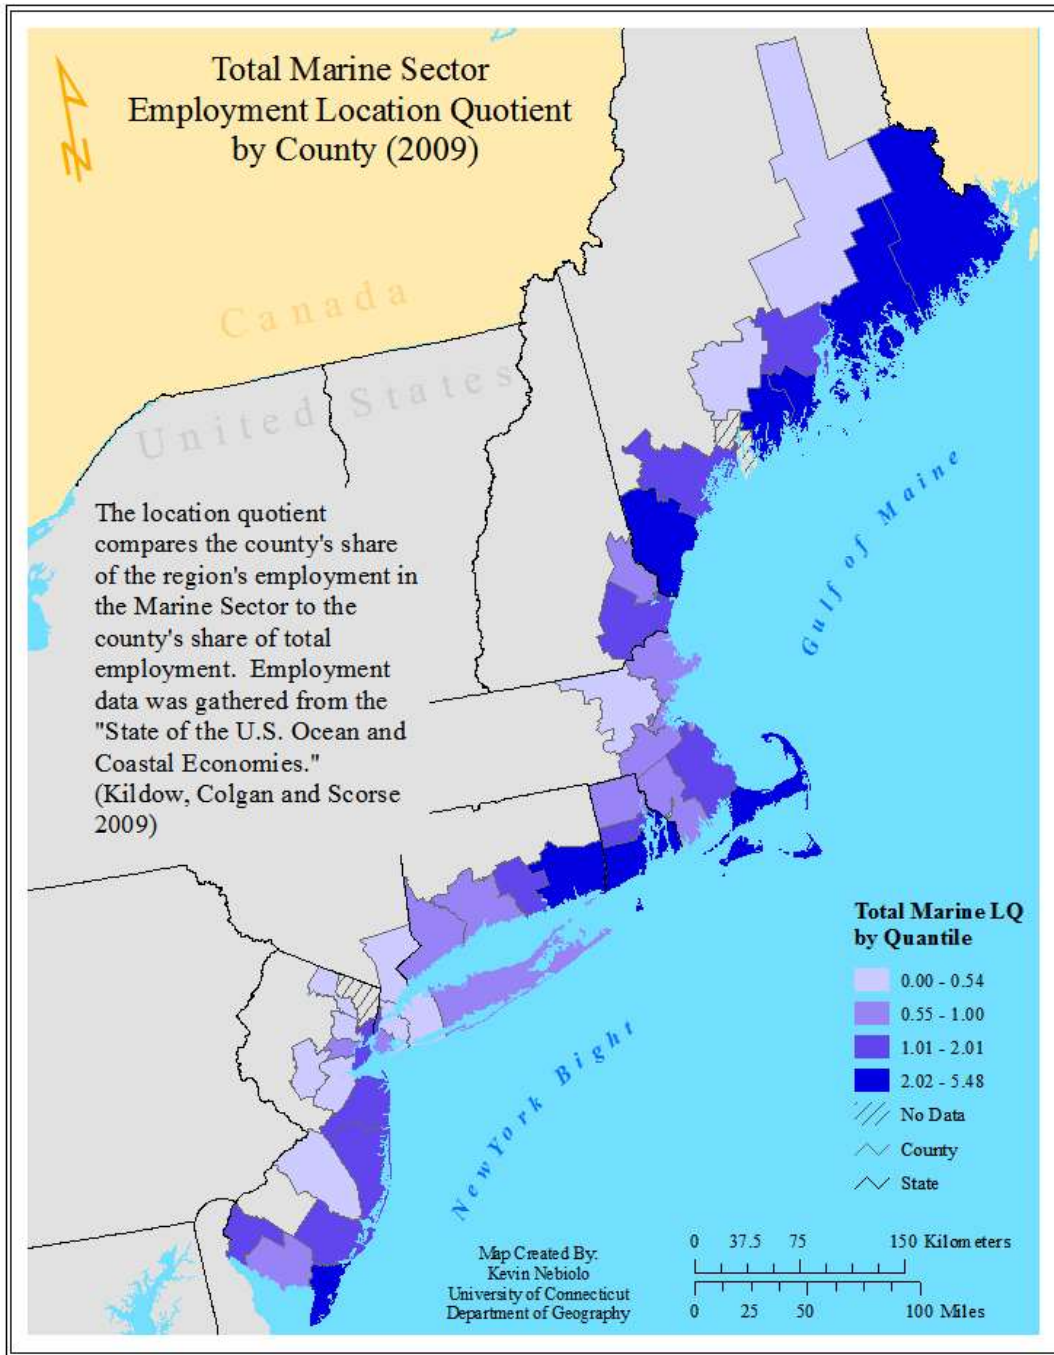 Total Marine Sector
Employment Location Quotient
by County (2009)
N
Canada
United States
The location quotient
compares the county's share
of the region's employment in
the Marine Sector to the
county's share of total
employment.  Employment
data was gathered from the
"State of the U.S. Ocean and
Coastal Economies."
(Kildow, Colgan and Scorse
2009)
Gulf of Maine
NewYork Bight
Total Marine LQ
by Quantile
0.00 - 0.54
0.55 - 1.00
1.01 - 2.01
2.02 - 5.48
No Data
County
State
Map Created By:
Kevin Nebiolo
University of Connecticut
Department of Geography
0 37.5 75 150 Kilometers
0 25 50 100 Miles